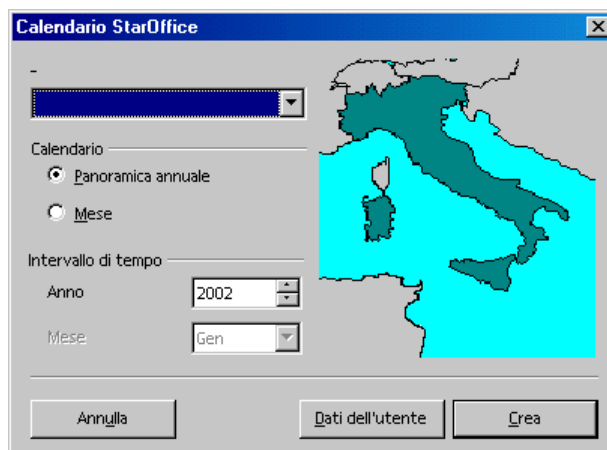 Calendario StarOffice
-
Calendario
Panoramica annuale
Mese
Intervallo di tempo
Anno 2002
Mese Gen
Annulla Dati dell'utente Crea